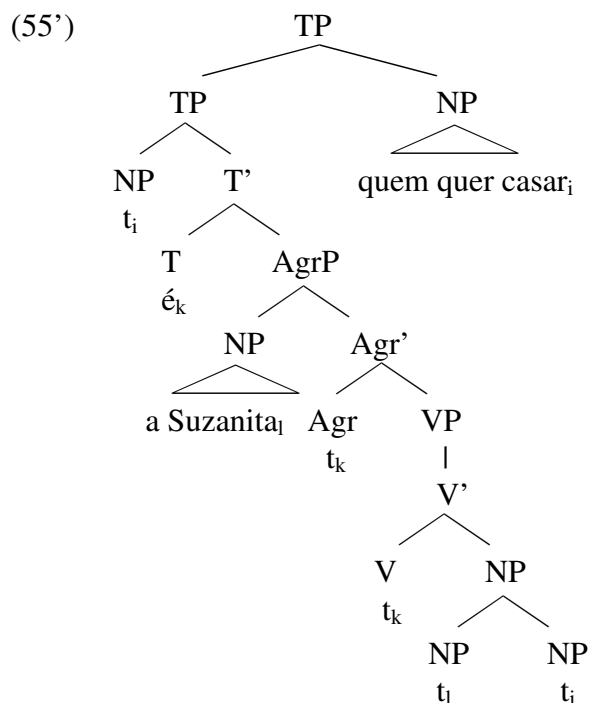 (55’) TP
TP NP
NP T’ quem quer casarᵢ
tᵢ
T AgrP
éₖ
NP Agr’
a Suzanitaₗ Agr VP
tₖ
V’
V NP
tₖ
NP NP
tₗ tᵢ